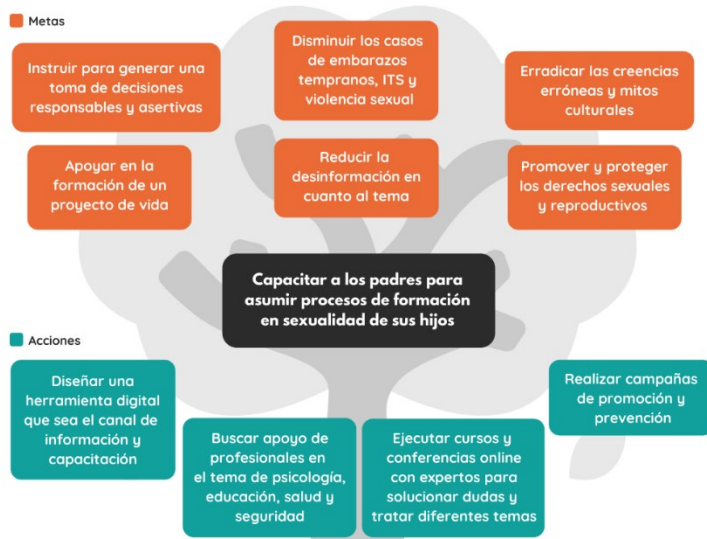 Metas
Instruir para generar una
toma de decisiones
responsables y asertivas
Disminuir los casos
de embarazos
tempranos, ITS y
violencia sexual
Erradicar las creencias
erróneas y mitos
culturales
Apoyar en la
formación de un
proyecto de vida
Reducir la
desinformación en
cuanto al tema
Promover y proteger
los derechos sexuales
y reproductivos
Capacitar a los padres para
asumir procesos de formación
en sexualidad de sus hijos
Acciones
Diseñar una
herramienta digital
que sea el canal de
información y
capacitación
Buscar apoyo de
profesionales en
el tema de psicología,
educación, salud y
seguridad
Ejecutar cursos y
conferencias online
con expertos para
solucionar dudas y
tratar diferentes temas
Realizar campañas
de promoción y
prevención